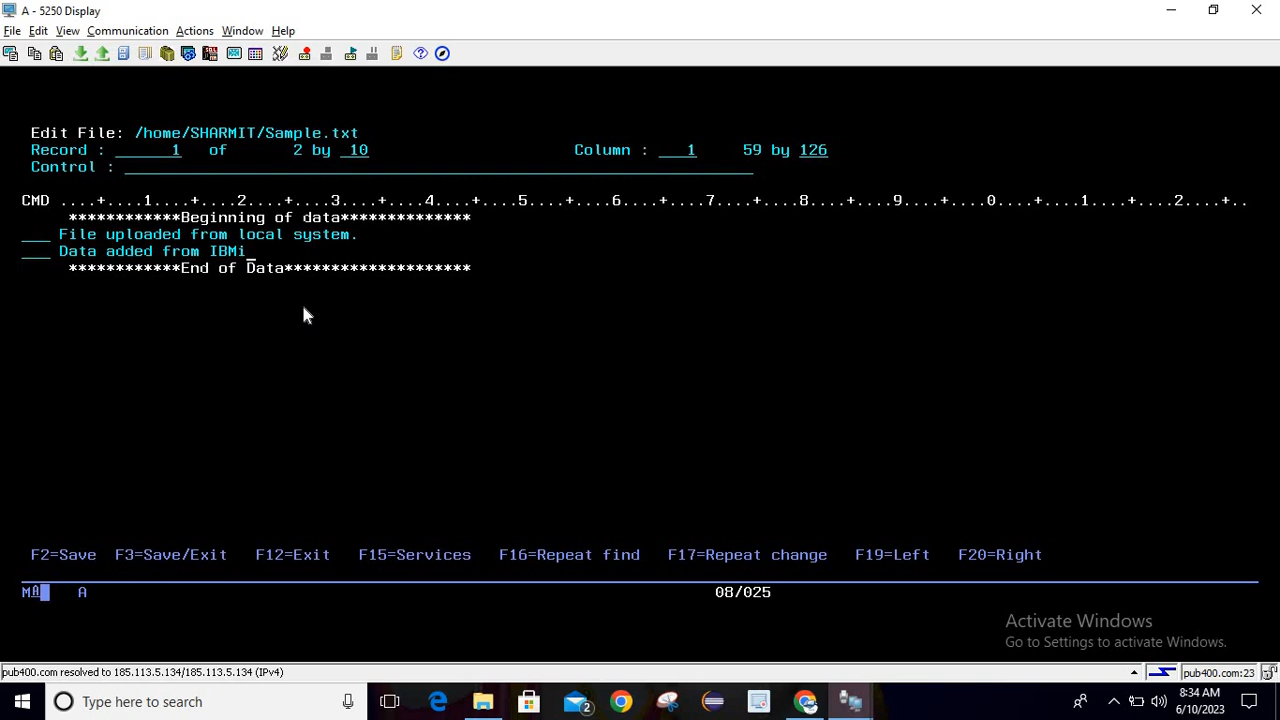 A - 5250 Display
File Edit View Communication Actions Window Help
Edit File: /home/SHARMIT/Sample.txt
Record : 1 of 2 by 10 Column : 1 59 by 126
Control :
CMD ....+....1....+....2....+....3....+....4....+....5....+....6....+....7....+....8....+....9....+....0....+....1....+....2....+..
************Beginning of data**************
File uploaded from local system.
Data added from IBMi
************End of Data********************
F2=Save F3=Save/Exit F12=Exit F15=Services F16=Repeat find F17=Repeat change F19=Left F20=Right
MA A 08/025
Activate Windows
Go to Settings to activate Windows.
pub400.com resolved to 185.113.5.134/185.113.5.134 (IPv4) pub400.com:23
Type here to search 2 8:34 AM
6/10/2023